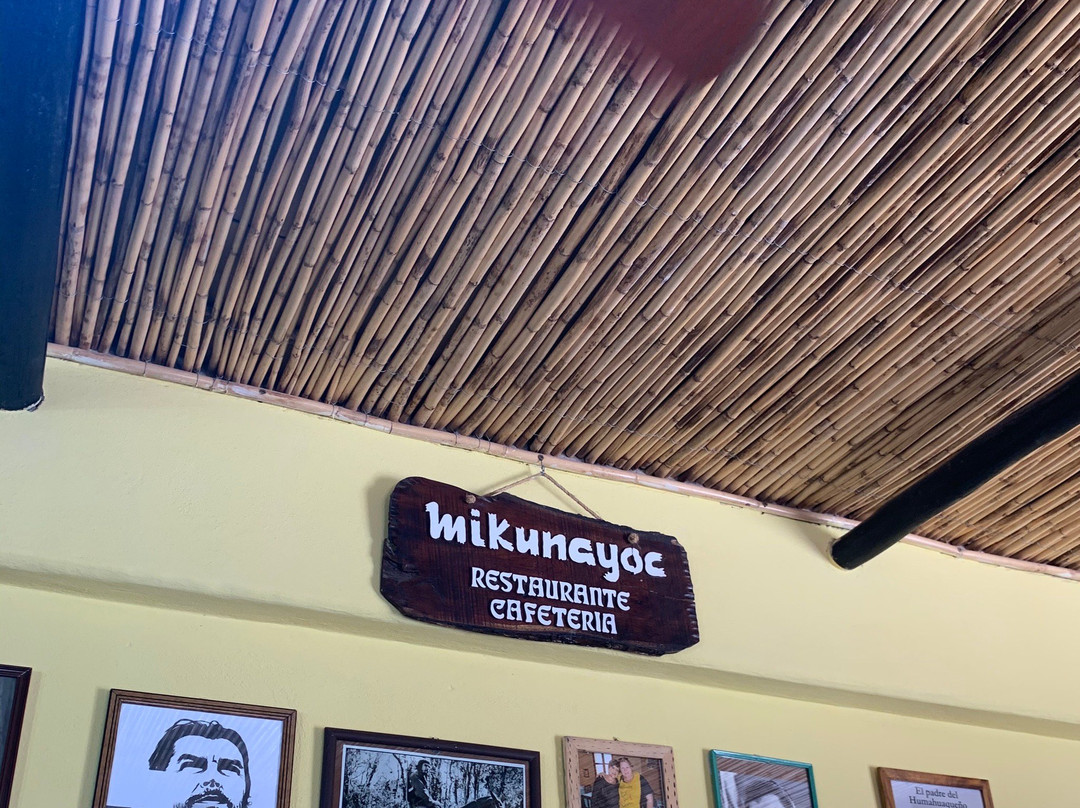 mikunayoc
RESTAURANTE
CAFETERIA
El padre del
Humahuaqueño